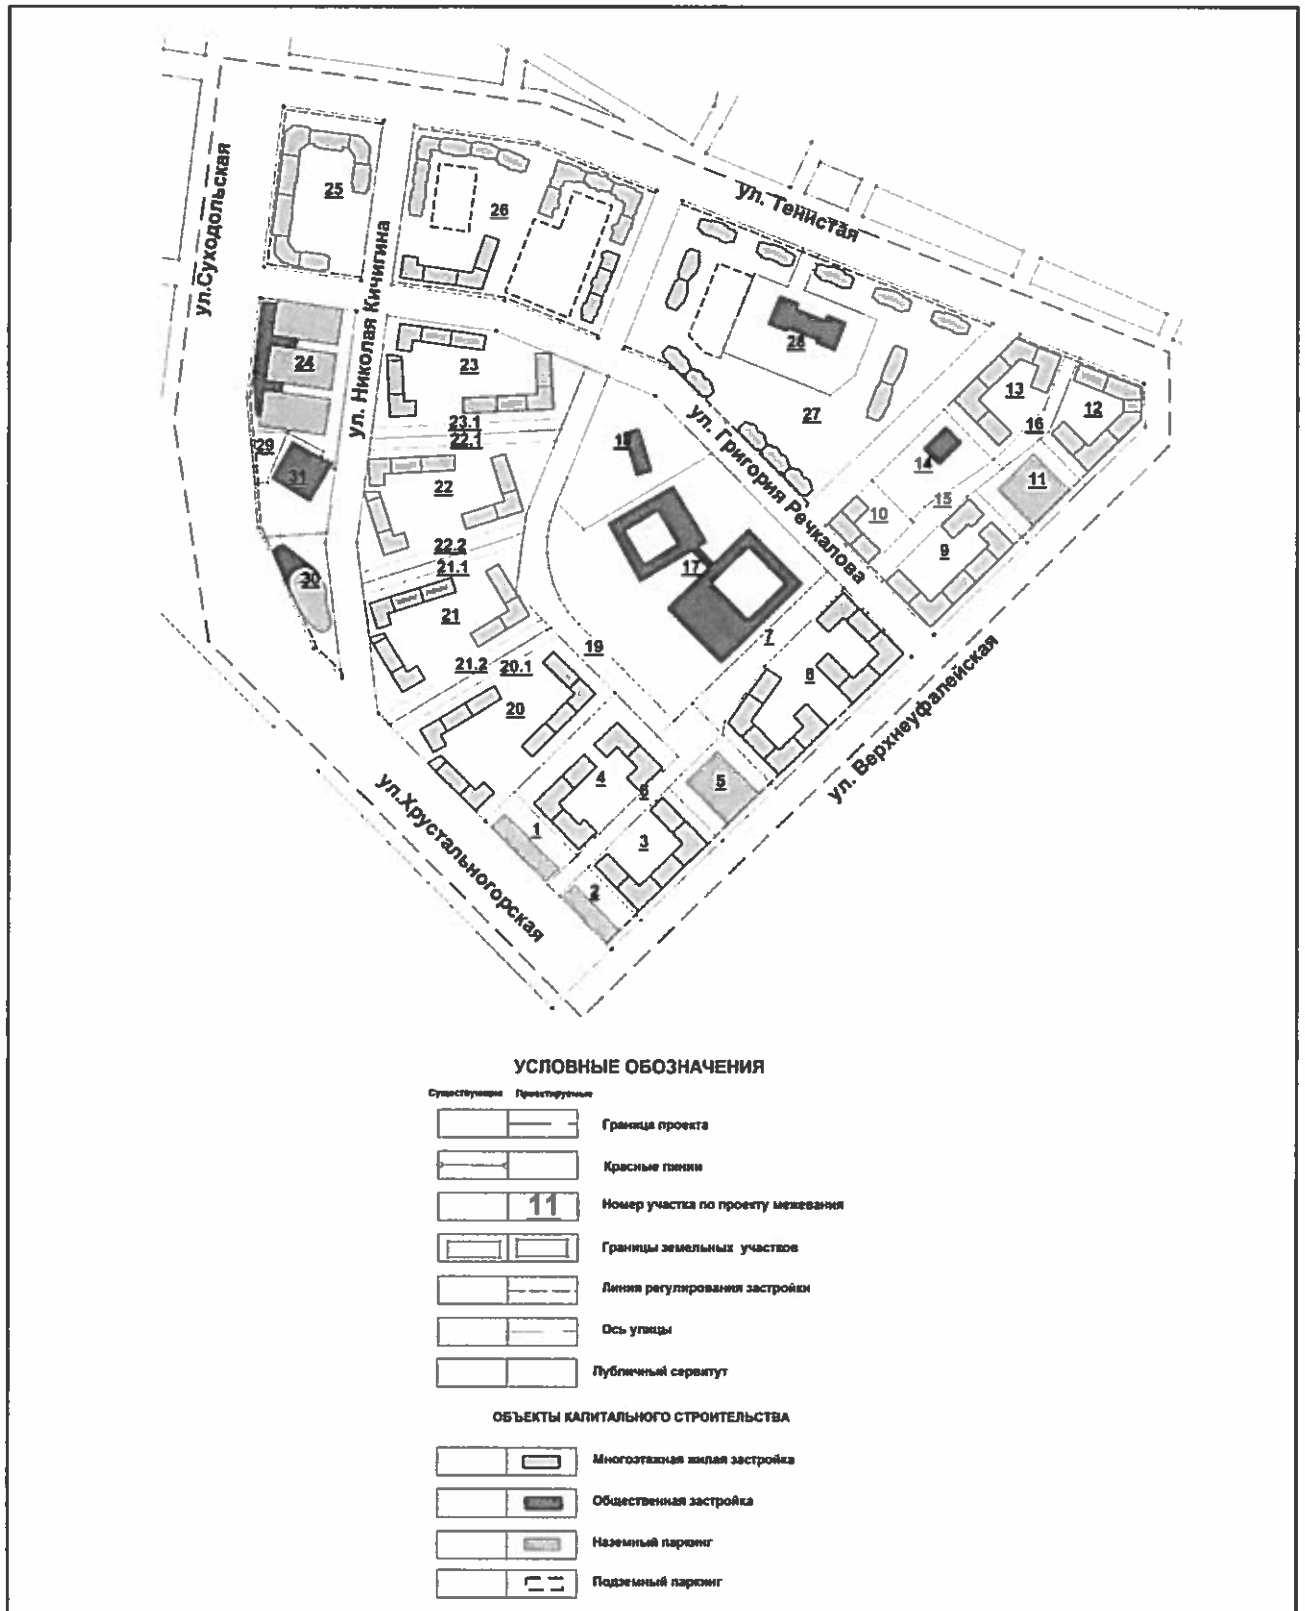 ул.Суходольская
ул. Тенистая
25
26
ул. Николая Кичигина
24
23
28
27
13
12
16
23.1
22.1
ул. Григория Речкалова
29
31
18
14
11
22
10
15
9
22.2
21.1
17
30
21
7
19
21.2 20.1
8
20
ул. Верхнеуфалейская
4
5
6
ул.Хрустальногорская
1
3
2
УСЛОВНЫЕ ОБОЗНАЧЕНИЯ
Существующие Проектируемые
Граница проекта
Красные линии
11 Номер участка по проекту межевания
Границы земельных участков
Линия регулирования застройки
Ось улицы
Публичный сервитут
ОБЪЕКТЫ КАПИТАЛЬНОГО СТРОИТЕЛЬСТВА
Многоэтажная жилая застройка
Общественная застройка
Наземный паркинг
Подземный паркинг